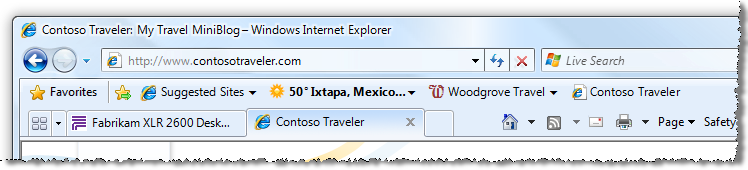 Contoso Traveler: My Travel MiniBlog – Windows Internet Explorer
http://www.contosotraveler.com Live Search
Favorites Suggested Sites 50° Ixtapa, Mexico... Woodgrove Travel Contoso Traveler
Fabrikam XLR 2600 Desk... Contoso Traveler Page Safety